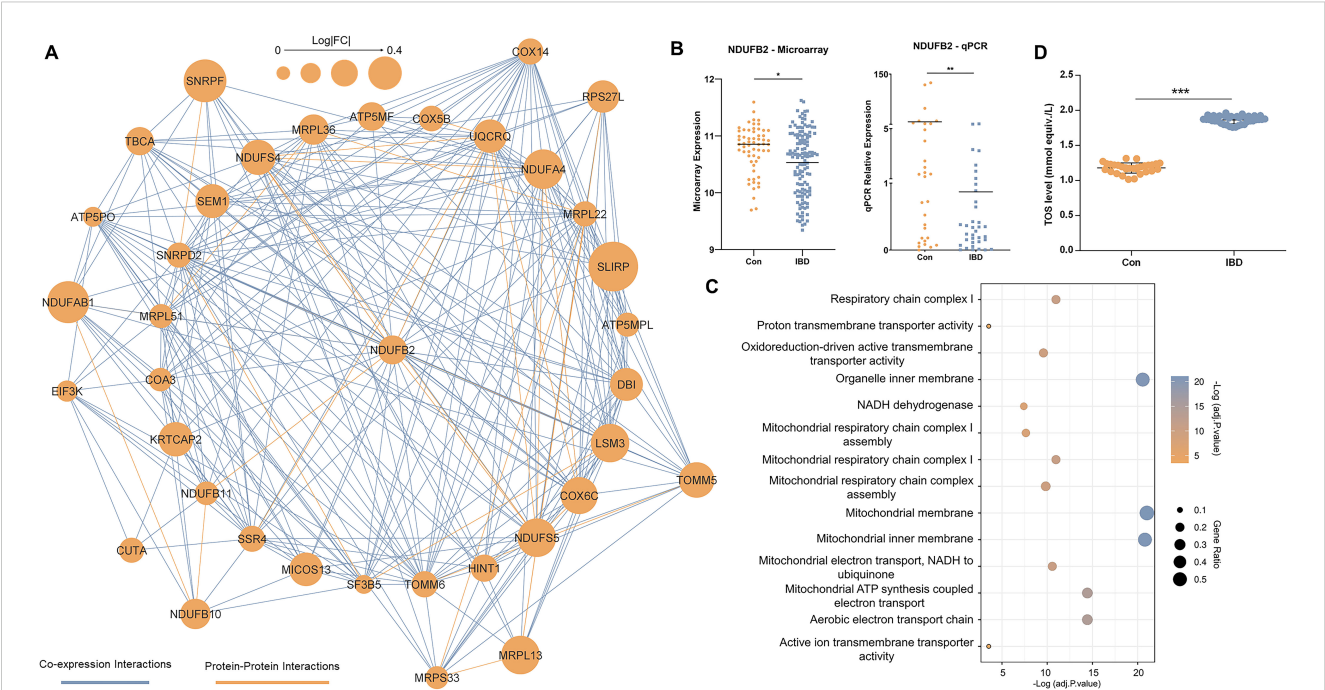 A
Log|FC|
0
0.4
COX14
SNRPF
RPS27L
ATP5MF
COX5B
MRPL36
UQCRQ
TBCA
NDUFS4
NDUFA4
SEM1
MRPL22
ATP5PO
SNRPD2
SLIRP
NDUFAB1
MRPL51
ATP5MPL
NDUFB2
COA3
DBI
EIF3K
KRTCAP2
LSM3
TOMM5
NDUFB11
COX6C
CUTA
SSR4
NDUFS5
MICOS13
HINT1
SF3B5
TOMM6
NDUFB10
MRPL13
MRPS33
Co-expression Interactions
Protein-Protein Interactions
B
NDUFB2 - Microarray
*
Microarray Expression
12
11
10
9
Con
IBD
NDUFB2 - qPCR
**
qPCR Relative Expression
150
5
1
0
Con
IBD
D
***
TOS level (mmol equiv./L)
2.5
2.0
1.5
1.0
0.5
0.0
Con
IBD
C
Respiratory chain complex I
Proton transmembrane transporter activity
Oxidoreduction-driven active transmembrane
transporter activity
Organelle inner membrane
NADH dehydrogenase
Mitochondrial respiratory chain complex I
assembly
Mitochondrial respiratory chain complex I
Mitochondrial respiratory chain complex
assembly
Mitochondrial membrane
Mitochondrial inner membrane
Mitochondrial electron transport, NADH to
ubiquinone
Mitochondrial ATP synthesis coupled
electron transport
Aerobic electron transport chain
Active ion transmembrane transporter
activity
5
10
15
20
-Log (adj.P.value)
20
15
10
5
-Log (adj.P.value)
0.1
0.2
0.3
0.4
0.5
Gene Ratio